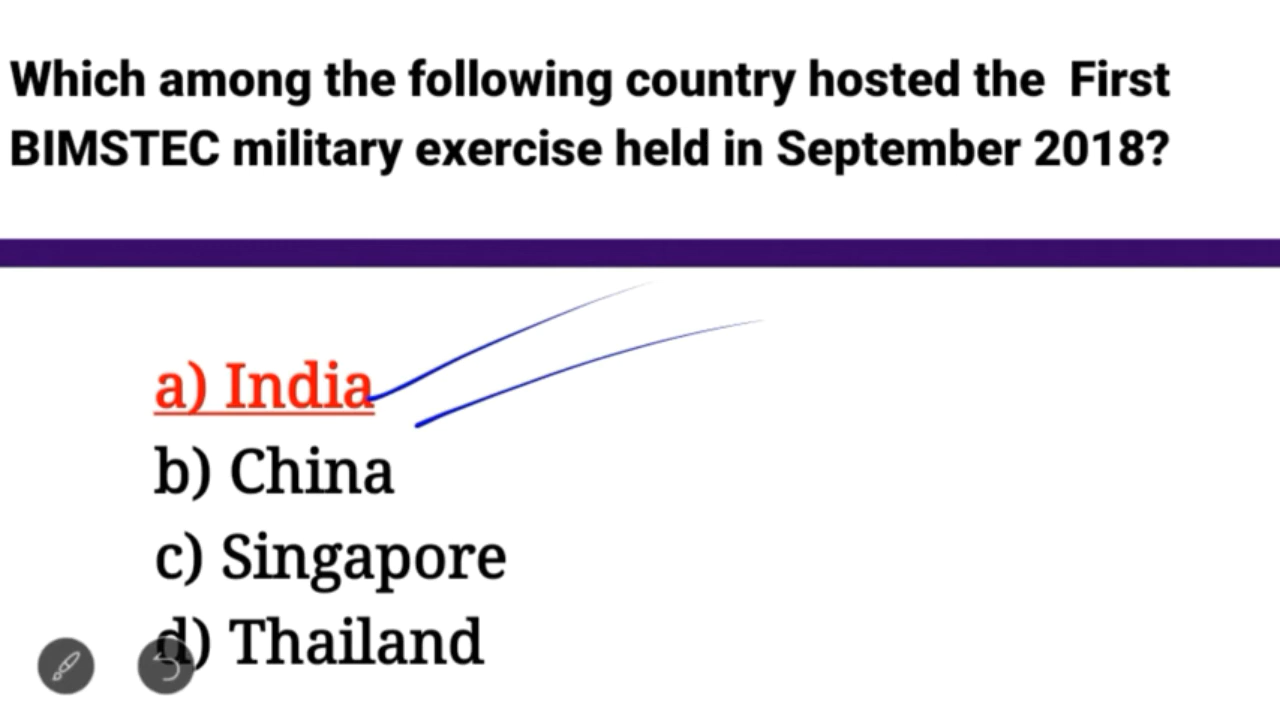 Which among the following country hosted the First
BIMSTEC military exercise held in September 2018?
a) India
b) China
c) Singapore
d) Thailand